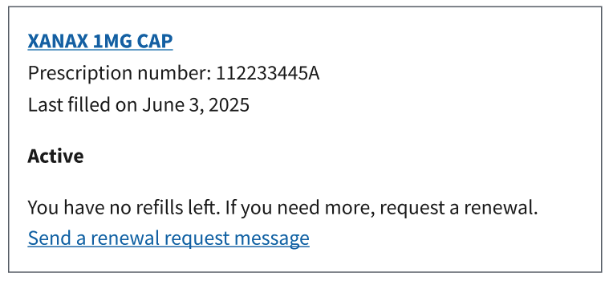 XANAX 1MG CAP
Prescription number: 112233445A
Last filled on June 3, 2025
Active
You have no refills left. If you need more, request a renewal.
Send a renewal request message